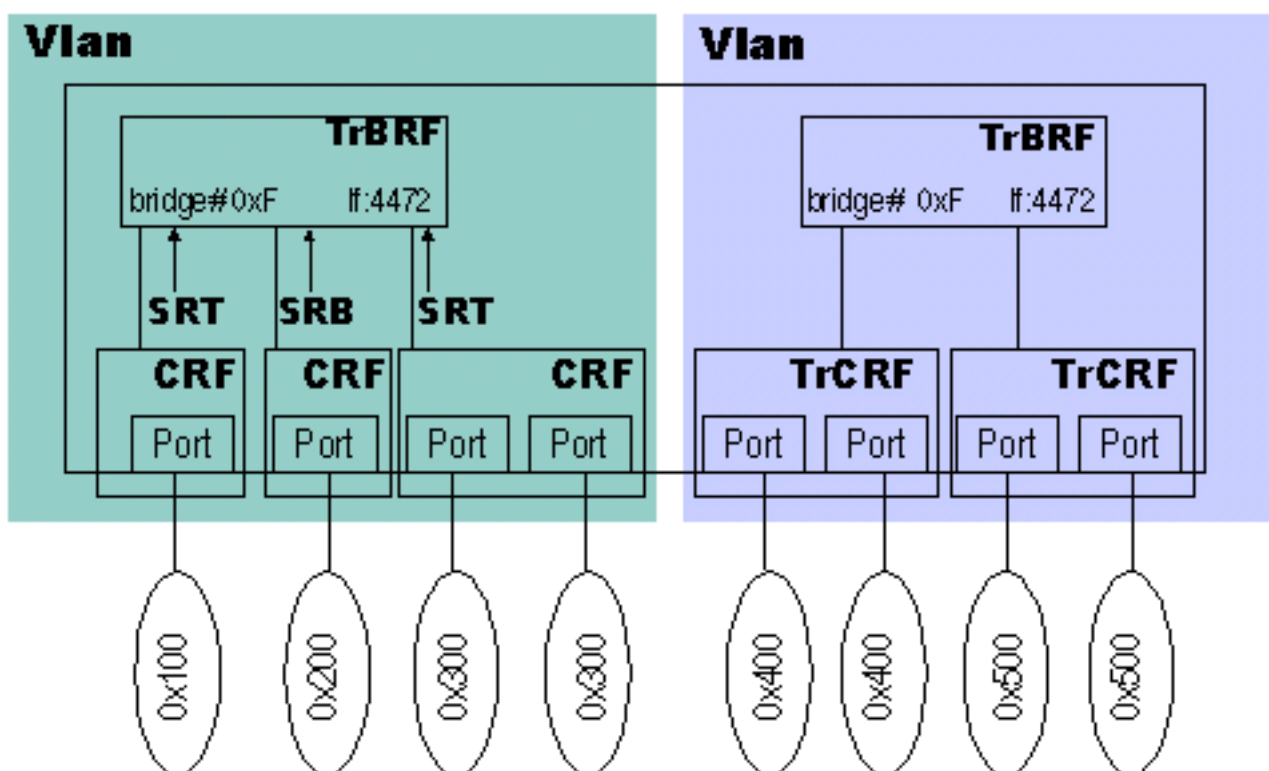 Vlan
TrBRF
bridge#0xF lf:4472
SRT SRB SRT
CRF CRF CRF
Port Port Port Port
0x100 0x200 0x300 0x300
Vlan
TrBRF
bridge# 0xF lf:4472
TrCRF TrCRF
Port Port Port Port
0x400 0x400 0x500 0x500